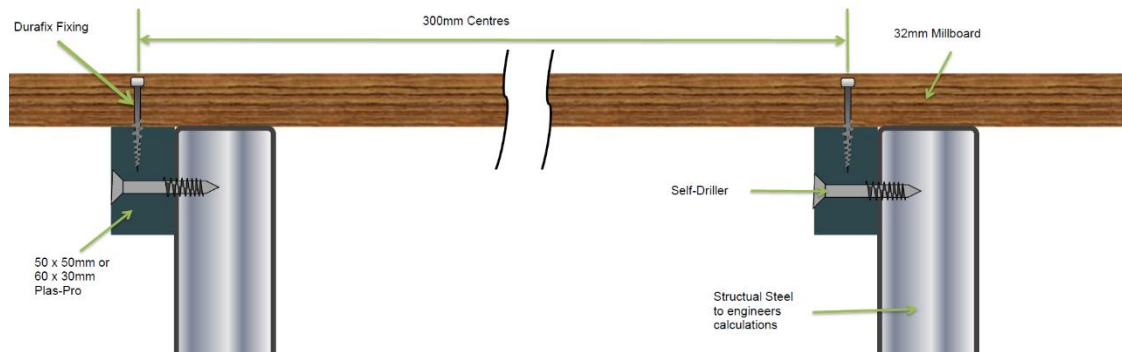 Durafix Fixing
300mm Centres
32mm Millboard
Self-Driller
50 x 50mm or
60 x 30mm
Plas-Pro
Structual Steel
to engineers
calculations